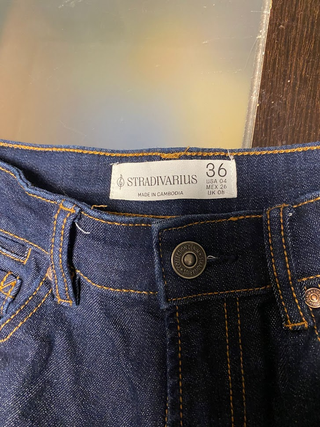 STRADIVARIUS
MADE IN CAMBODIA
36
USA 04
MEX 26
UK 08